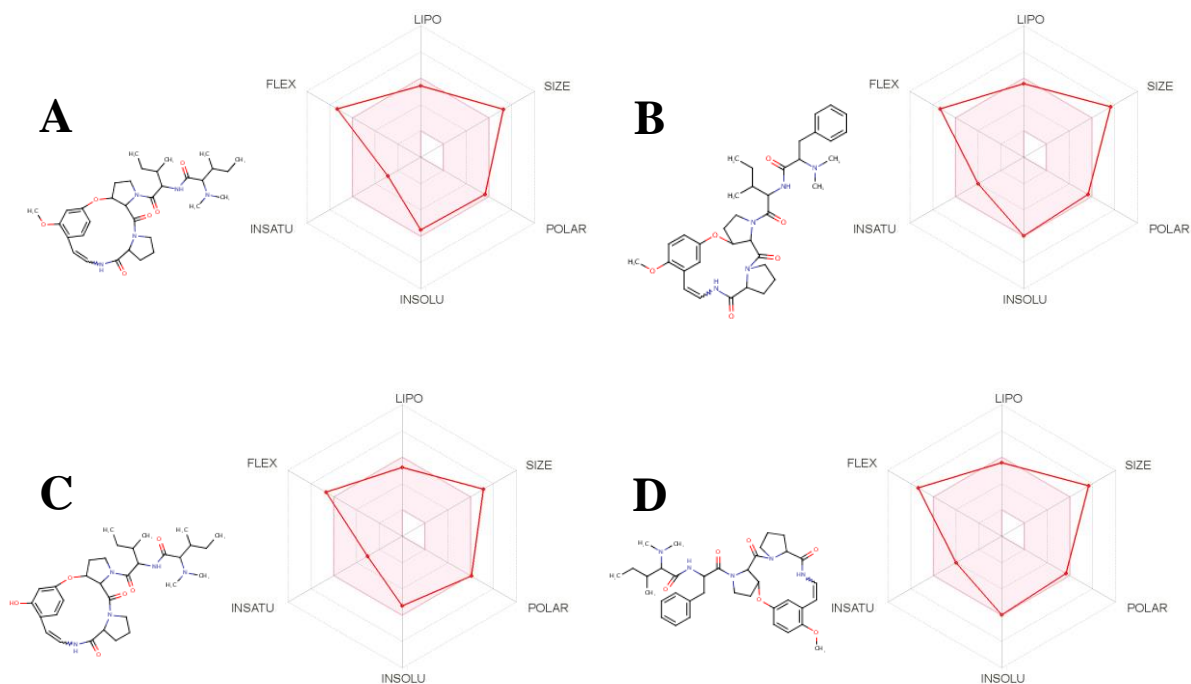 A
LIPO
FLEX
SIZE
INSATU
POLAR
INSOLU
B
LIPO
FLEX
SIZE
INSATU
POLAR
INSOLU
C
LIPO
FLEX
SIZE
HO
INSATU
POLAR
INSOLU
D
LIPO
FLEX
SIZE
INSATU
POLAR
INSOLU